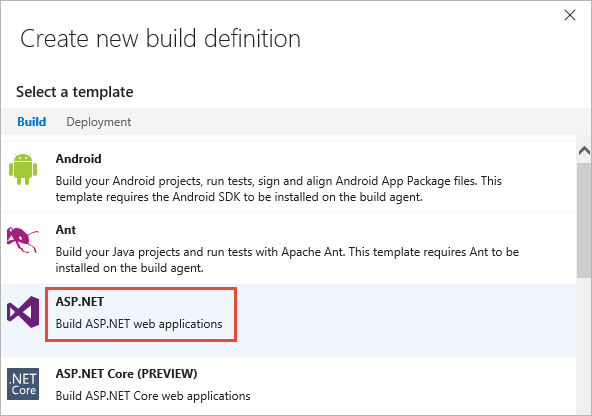 Create new build definition
Select a template
Build Deployment
Android
Build your Android projects, run tests, sign and align Android App Package files. This
template requires the Android SDK to be installed on the build agent.
Ant
Build your Java projects and run tests with Apache Ant. This template requires Ant to be
installed on the build agent.
ASP.NET
Build ASP.NET web applications
.NET
Core
ASP.NET Core (PREVIEW)
Build ASP.NET Core web applications